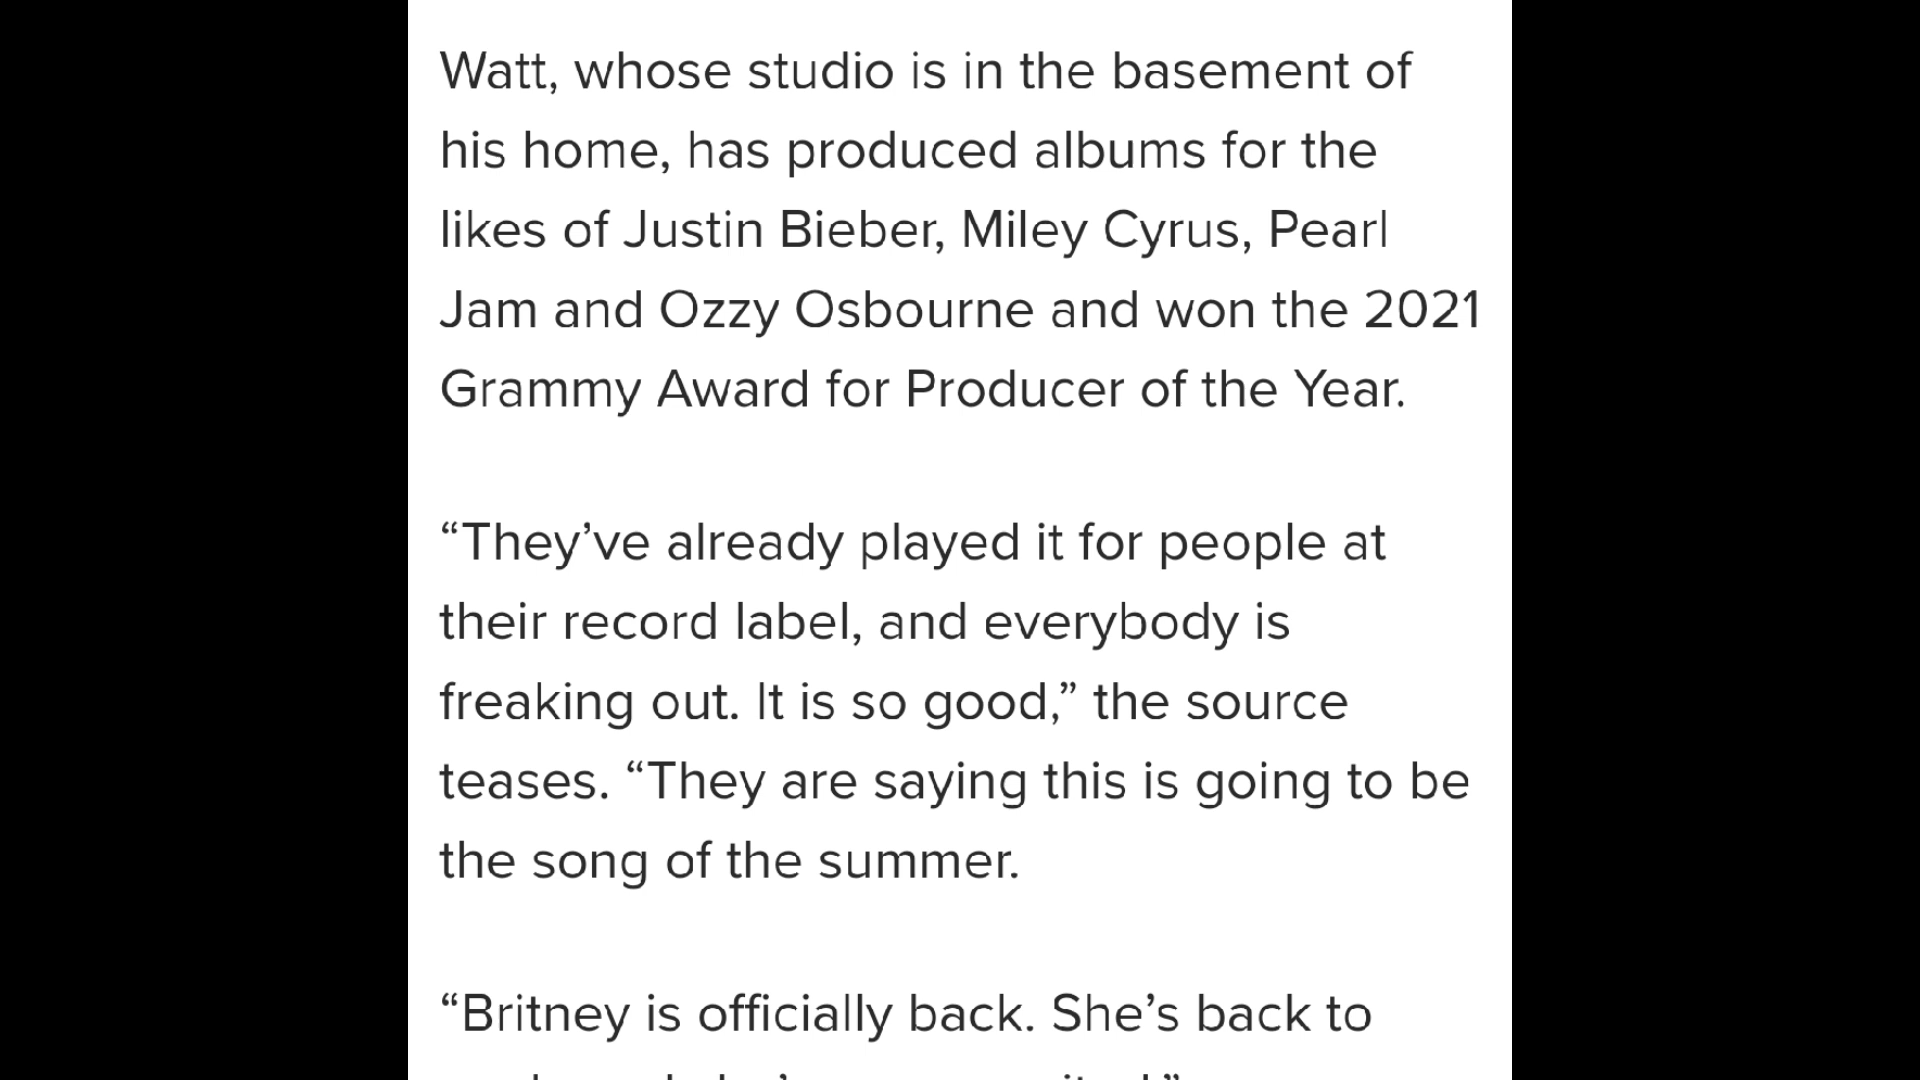 Watt, whose studio is in the basement of
his home, has produced albums for the
likes of Justin Bieber, Miley Cyrus, Pearl
Jam and Ozzy Osbourne and won the 2021
Grammy Award for Producer of the Year.
“They’ve already played it for people at
their record label, and everybody is
freaking out. It is so good,” the source
teases. “They are saying this is going to be
the song of the summer.
“Britney is officially back. She’s back to